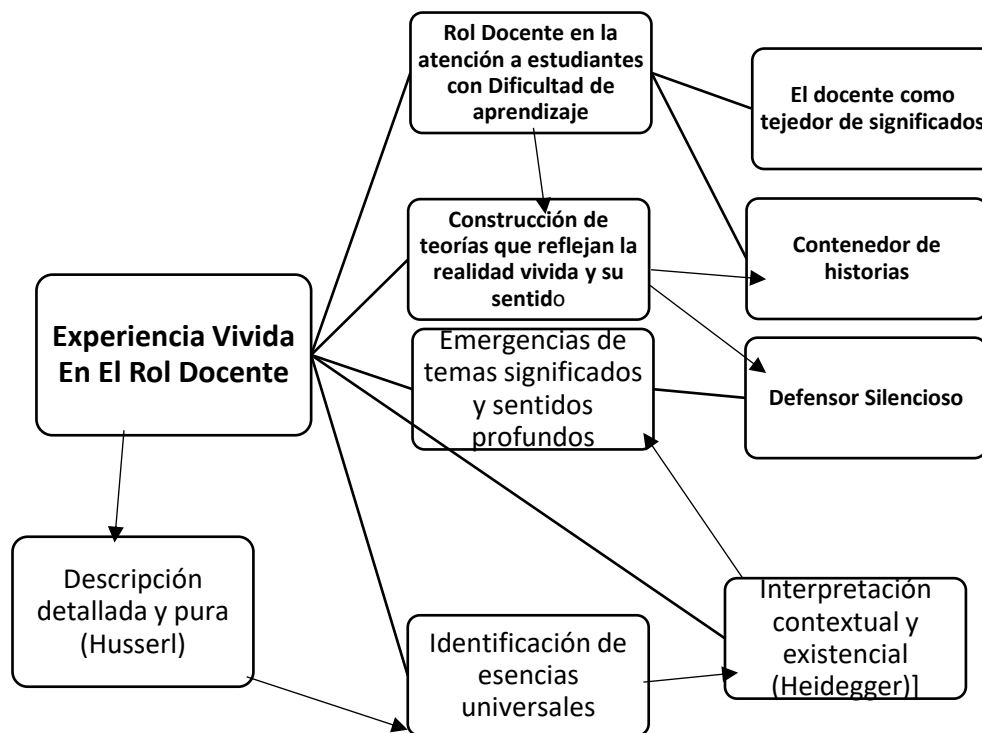 Rol Docente en la
atención a estudiantes
con Dificultad de
aprendizaje
El docente como
tejedor de significados
Construcción de
teorías que reflejan la
realidad vivida y su
sentido
Contenedor de
historias
Experiencia Vivida
En El Rol Docente
Emergencias de
temas significados
y sentidos
profundos
Defensor Silencioso
Descripción
detallada y pura
(Husserl)
Identificación de
esencias
universales
Interpretación
contextual y
existencial
(Heidegger)]